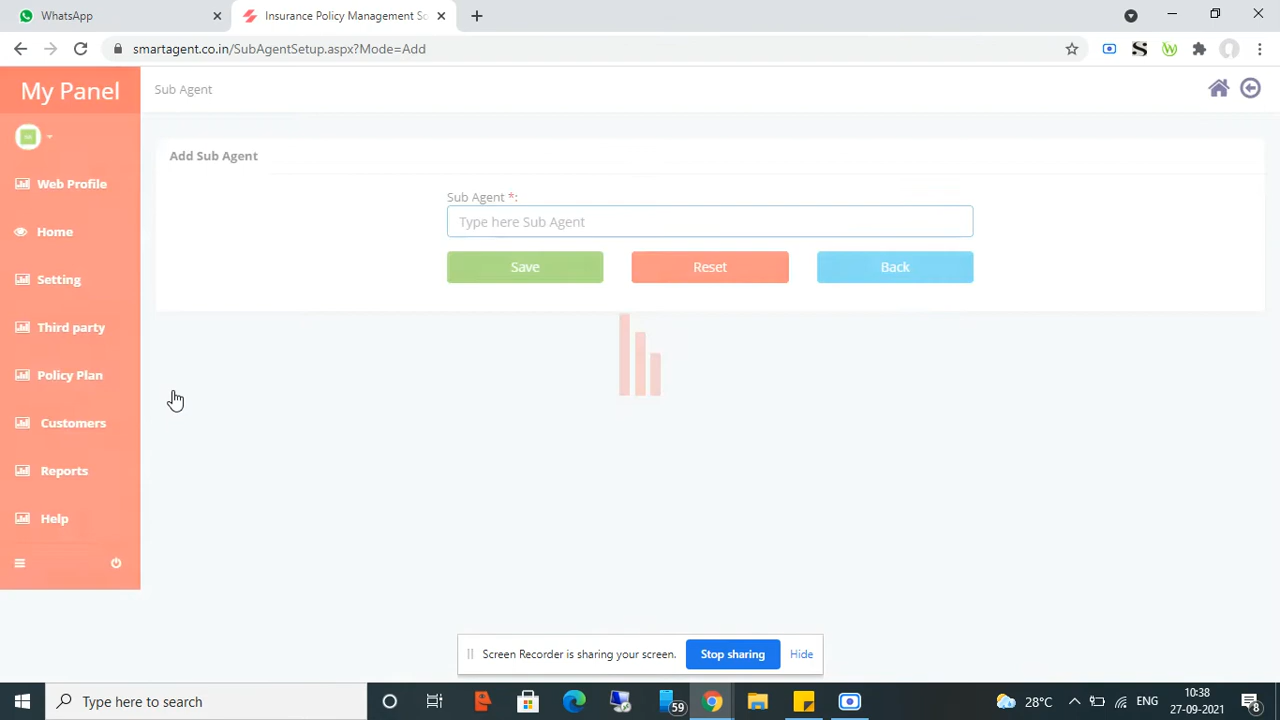 WhatsApp
Insurance Policy Management So
smartagent.co.in/SubAgentSetup.aspx?Mode=Add
My Panel
Sub Agent
Web Profile
Home
Setting
Third party
Policy Plan
Customers
Reports
Help
Add Sub Agent
Sub Agent *:
Type here Sub Agent
Save
Reset
Back
Screen Recorder is sharing your screen.
Stop sharing
Hide
Type here to search
59
28°C
ENG
10:38
27-09-2021
8